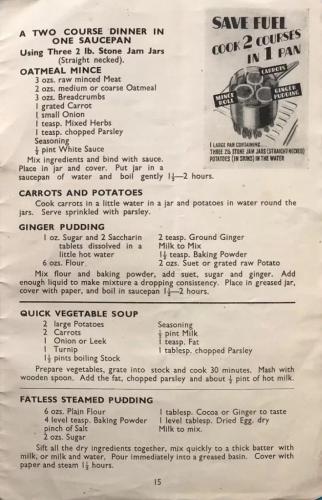 A TWO COURSE DINNER IN
ONE SAUCEPAN
Using Three 2 lb. Stone Jam Jars
(Straight necked).
OATMEAL MINCE
3 ozs. raw minced Meat
2 ozs. medium or coarse Oatmeal
3 ozs. Breadcrumbs
1 grated Carrot
1 small Onion
1 teasp. Mixed Herbs
1 teasp. chopped Parsley
Seasoning
½ pint White Sauce
Mix ingredients and bind with sauce.
Place in jar and cover. Put jar in a
saucepan of water and boil gently 1½—2 hours.
SAVE FUEL
COOK 2 COURSES
IN 1 PAN
CARROTS
MINCE
ROLL
GINGER
PUDDING
1 LARGE PAN CONTAINING
THREE 2lb STONE JAM JARS (STRAIGHT NECKED)
POTATOES (IN SKINS) IN THE WATER
CARROTS AND POTATOES
Cook carrots in a little water in a jar and potatoes in water round the
jars. Serve sprinkled with parsley.
GINGER PUDDING
1 oz. Sugar and 2 Saccharin
tablets dissolved in a
little hot water
6 ozs. Flour
2 teasp. Ground Ginger
Milk to Mix
1½ teasp. Baking Powder
2 ozs. Suet or grated raw Potato
Mix flour and baking powder, add suet, sugar and ginger. Add
enough liquid to make mixture a dropping consistency. Place in greased jar,
cover with paper, and boil in saucepan 1½—2 hours.
QUICK VEGETABLE SOUP
2 large Potatoes
2 Carrots
1 Onion or Leek
1 Turnip
1½ pints boiling Stock
Seasoning
½ pint Milk
1 teasp. Fat
1 tablesp. chopped Parsley
Prepare vegetables, grate into stock and cook 30 minutes. Mash with
wooden spoon. Add the fat, chopped parsley and about ½ pint of hot milk.
FATLESS STEAMED PUDDING
6 ozs. Plain Flour
4 level teasp. Baking Powder
pinch of Salt
2 ozs. Sugar
1 tablesp. Cocoa or Ginger to taste
1 level tablesp. Dried Egg, dry
Milk to mix.
Sift all the dry ingredients together, mix quickly to a thick batter with
milk, or milk and water. Pour immediately into a greased basin. Cover with
paper and steam 1½ hours.
15